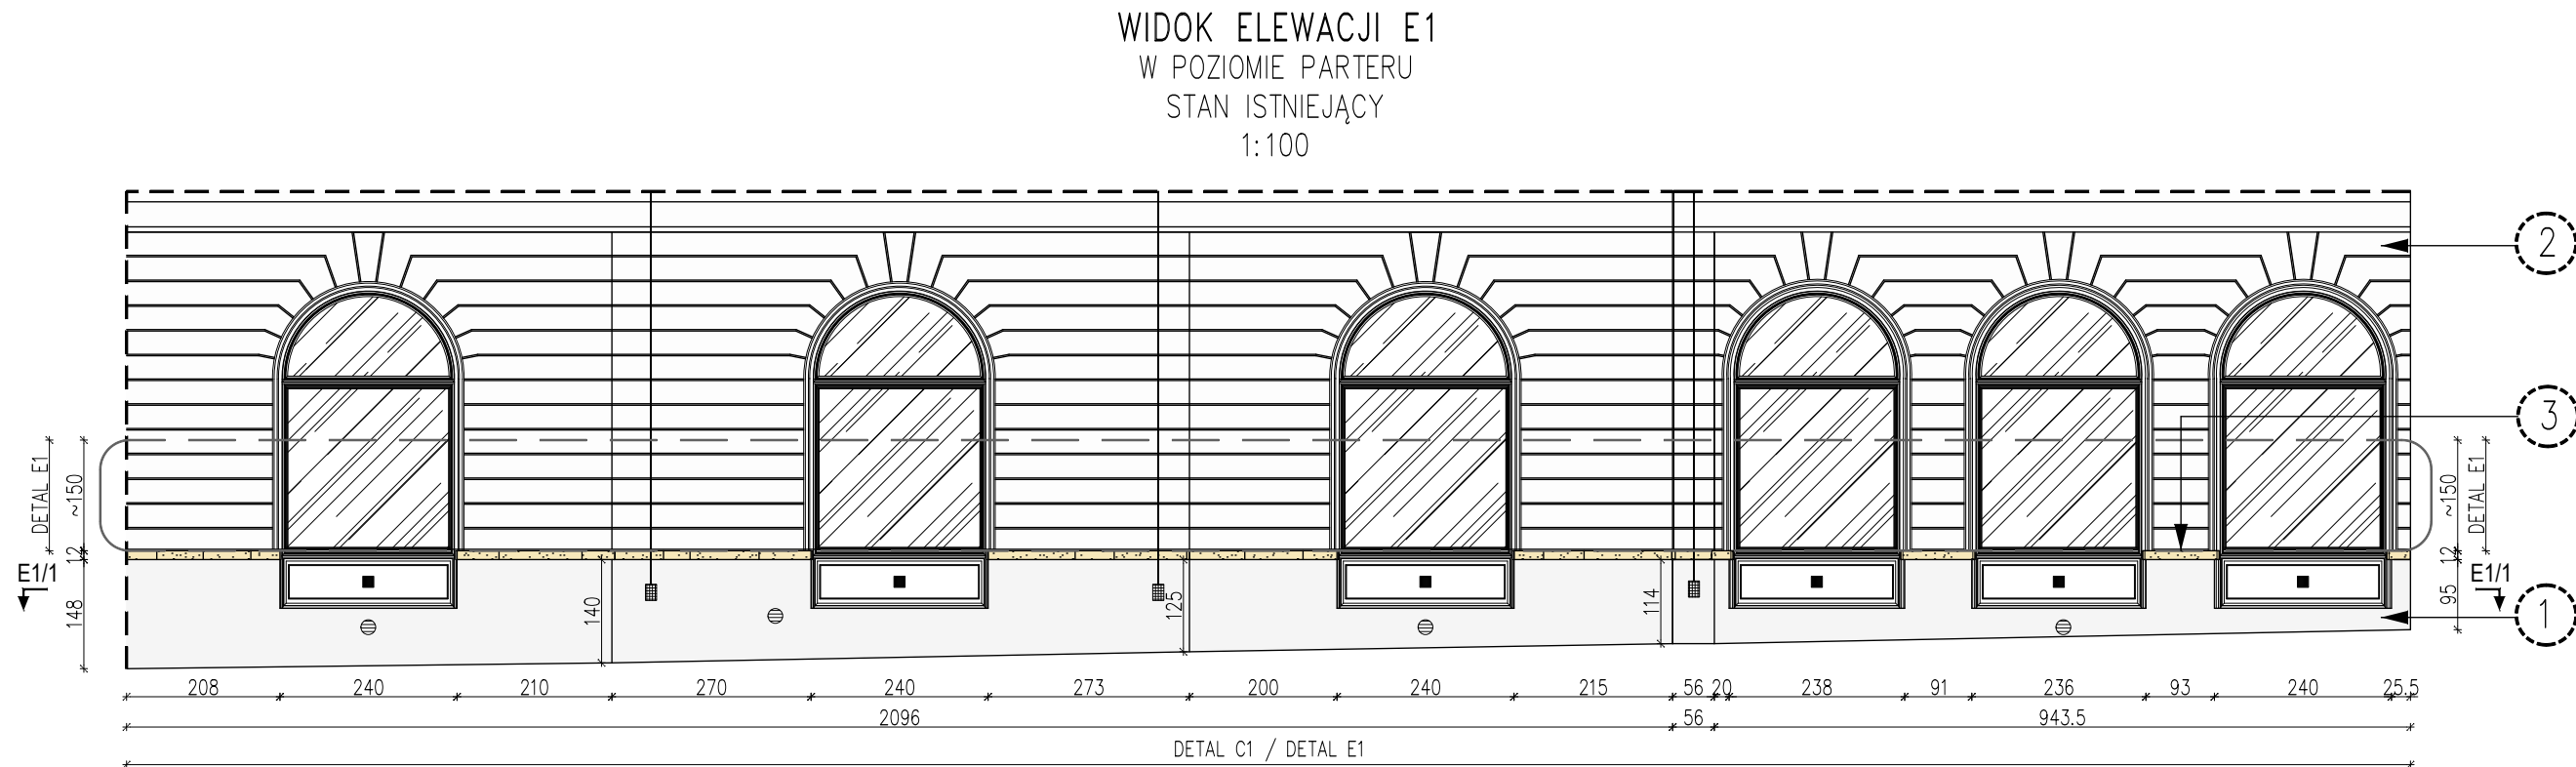 WIDOK ELEWACJI E1
W POZIOMIE PARTERU
STAN ISTNIEJĄCY
1:100
2
3
DETAL E1
~150
12
148
E1/1
140
125
114
~150
DETAL E1
12
95
E1/1
1
208 240 210 270 240 273 200 240 215 56 20 238 91 236 93 240 25.5
2096 56 943.5
DETAL C1 / DETAL E1